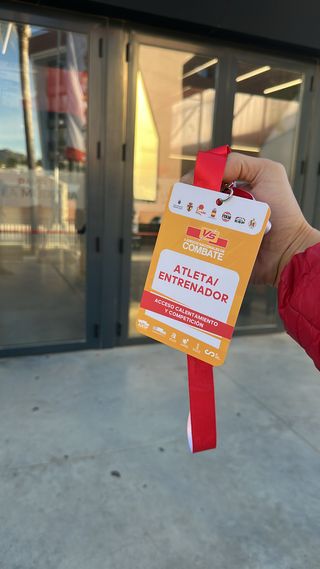 VS
COMBATE
ATLETA/
ENTRENADOR
ACCESO CALENTAMIENTO
Y COMPETICIÓN